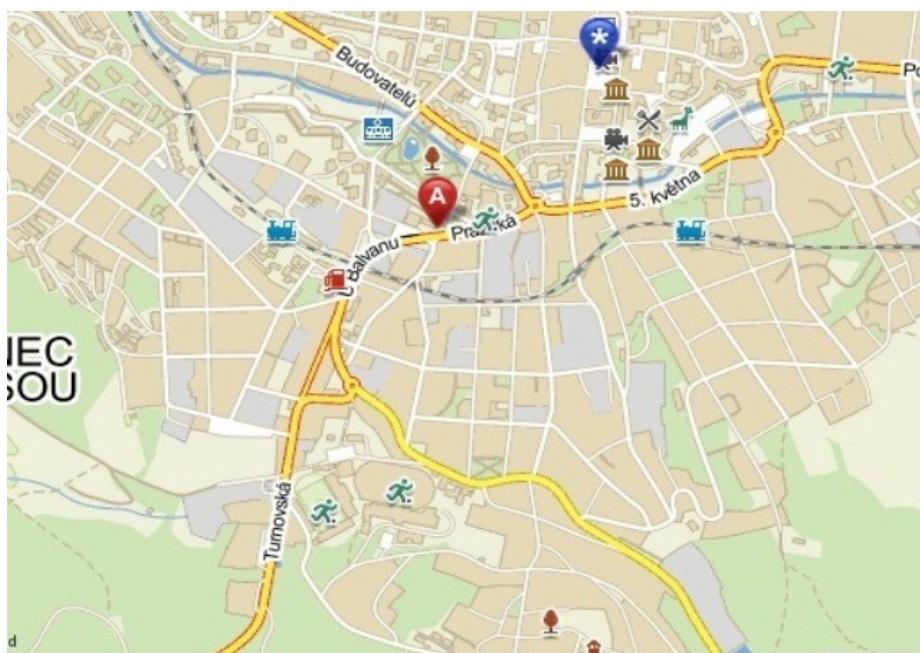 Budovatelů
A
Pražská
5. května
Po
Balvanu
NEC
SOU
Turnovská
d